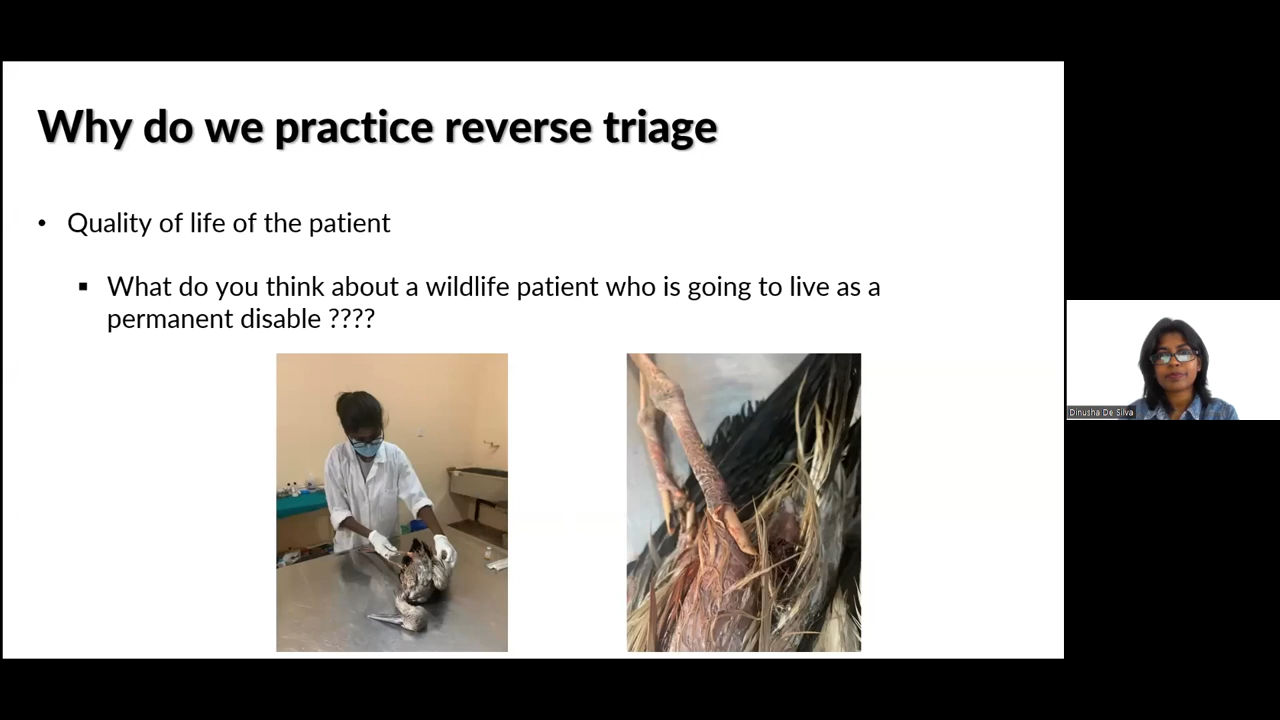 Why do we practice reverse triage
• Quality of life of the patient
▪ What do you think about a wildlife patient who is going to live as a
permanent disable ????
Dinusha De Silva